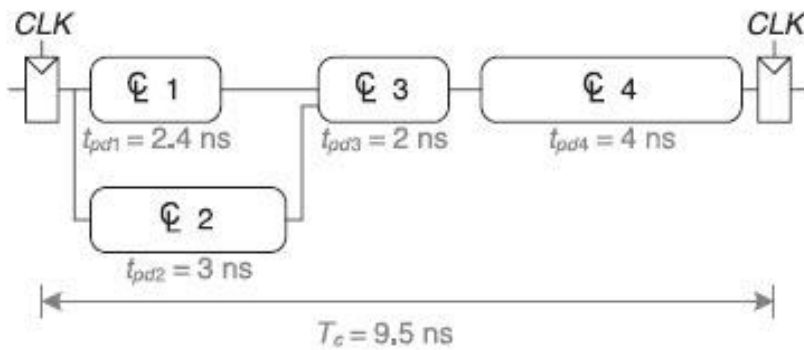 CLK CLK
CL 1 CL 3 CL 4
tpd1 = 2.4 ns tpd3 = 2 ns tpd4 = 4 ns
CL 2
tpd2 = 3 ns
Tc = 9.5 ns